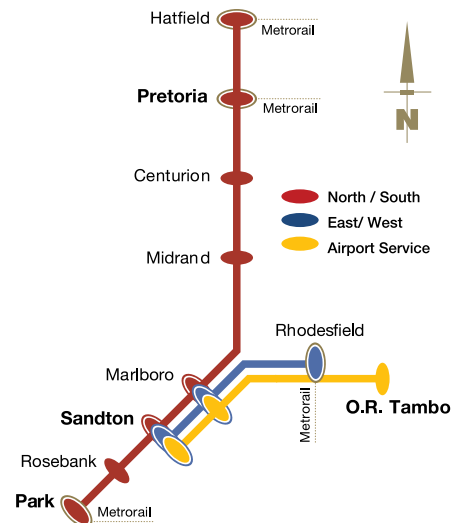 Hatfield
Metrorail
Pretoria
Metrorail
N
Centurion
North / South
East/ West
Airport Service
Midrand
Rhodesfield
Metrorail
Marlboro
O.R. Tambo
Sandton
Rosebank
Park
Metrorail